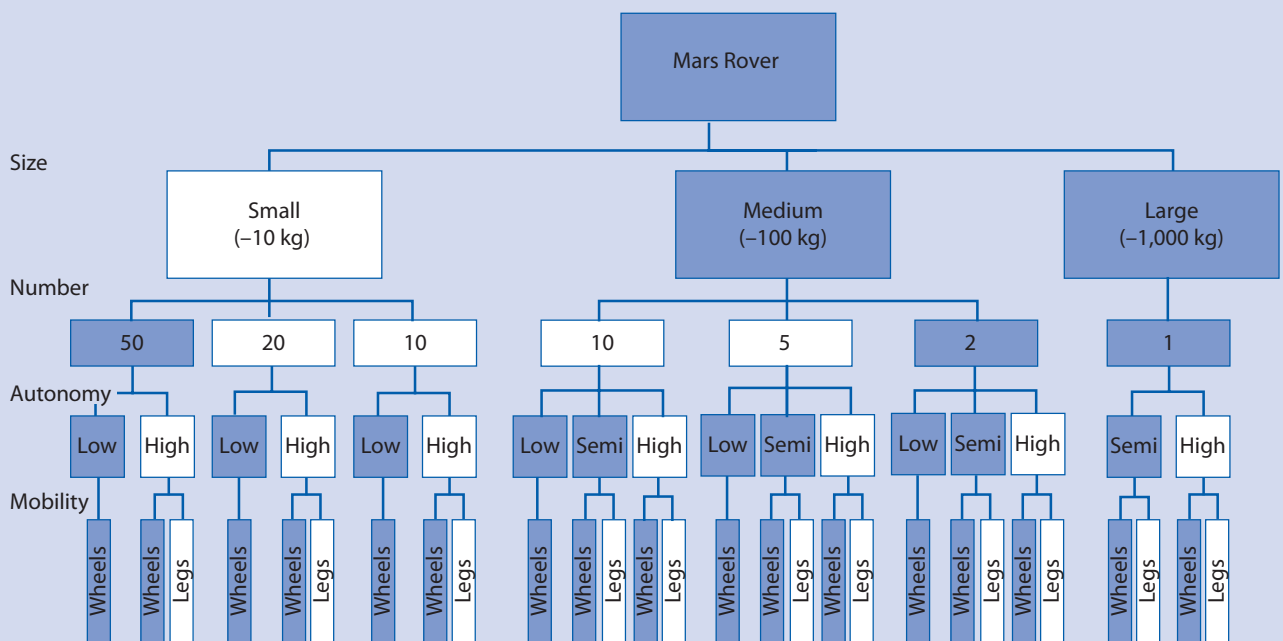 Mars Rover
Size
Small
(–10 kg)
Medium
(–100 kg)
Large
(–1,000 kg)
Number
50
20
10
10
5
2
1
Autonomy
Low
High
Low
High
Low
High
Low
Semi
High
Low
Semi
High
Low
Semi
High
Semi
High
Mobility
Wheels
Wheels
Legs
Wheels
Wheels
Legs
Wheels
Wheels
Legs
Wheels
Wheels
Legs
Wheels
Legs
Wheels
Wheels
Legs
Wheels
Legs
Wheels
Wheels
Legs
Wheels
Legs
Wheels
Legs
Wheels
Legs